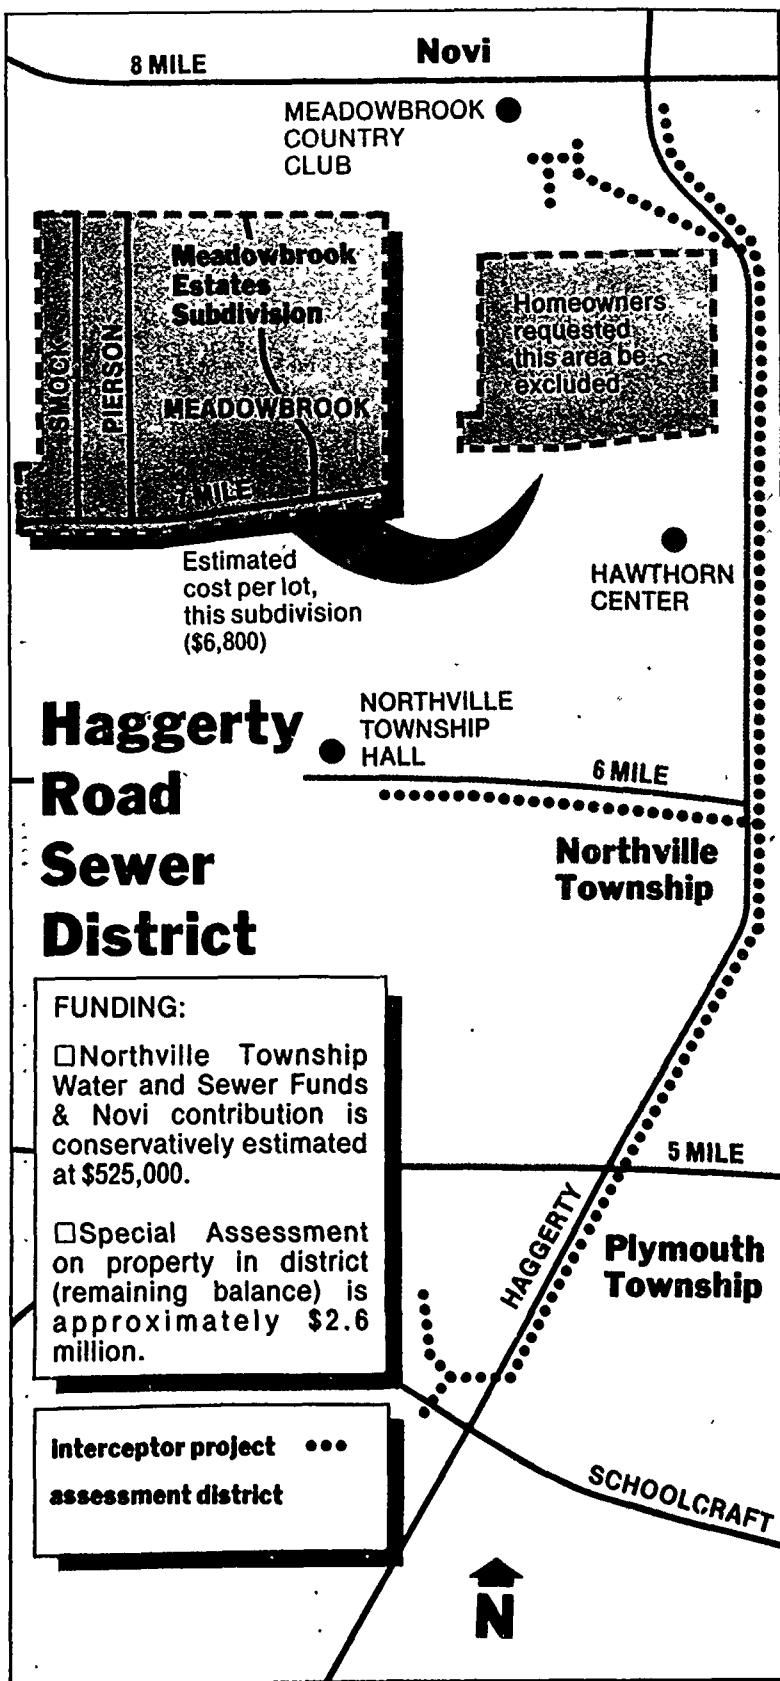 8 MILE
Novi
MEADOWBROOK
COUNTRY
CLUB
Meadowbrook
Estates
Subdivision
SMOCK
PIERSON
MEADOWBROOK
7 MILE
Homeowners
requested
this area be
excluded
Estimated
cost per lot,
this subdivision
($6,800)
HAWTHORN
CENTER
Haggerty
Road
Sewer
District
NORTHVILLE
TOWNSHIP
HALL
6 MILE
Northville
Township
FUNDING:
□Northville Township
Water and Sewer Funds
& Novi contribution is
conservatively estimated
at $525,000.
□Special Assessment
on property in district
(remaining balance) is
approximately $2.6
million.
5 MILE
HAGGERTY
Plymouth
Township
interceptor project •••
assessment district
SCHOOLCRAFT
N